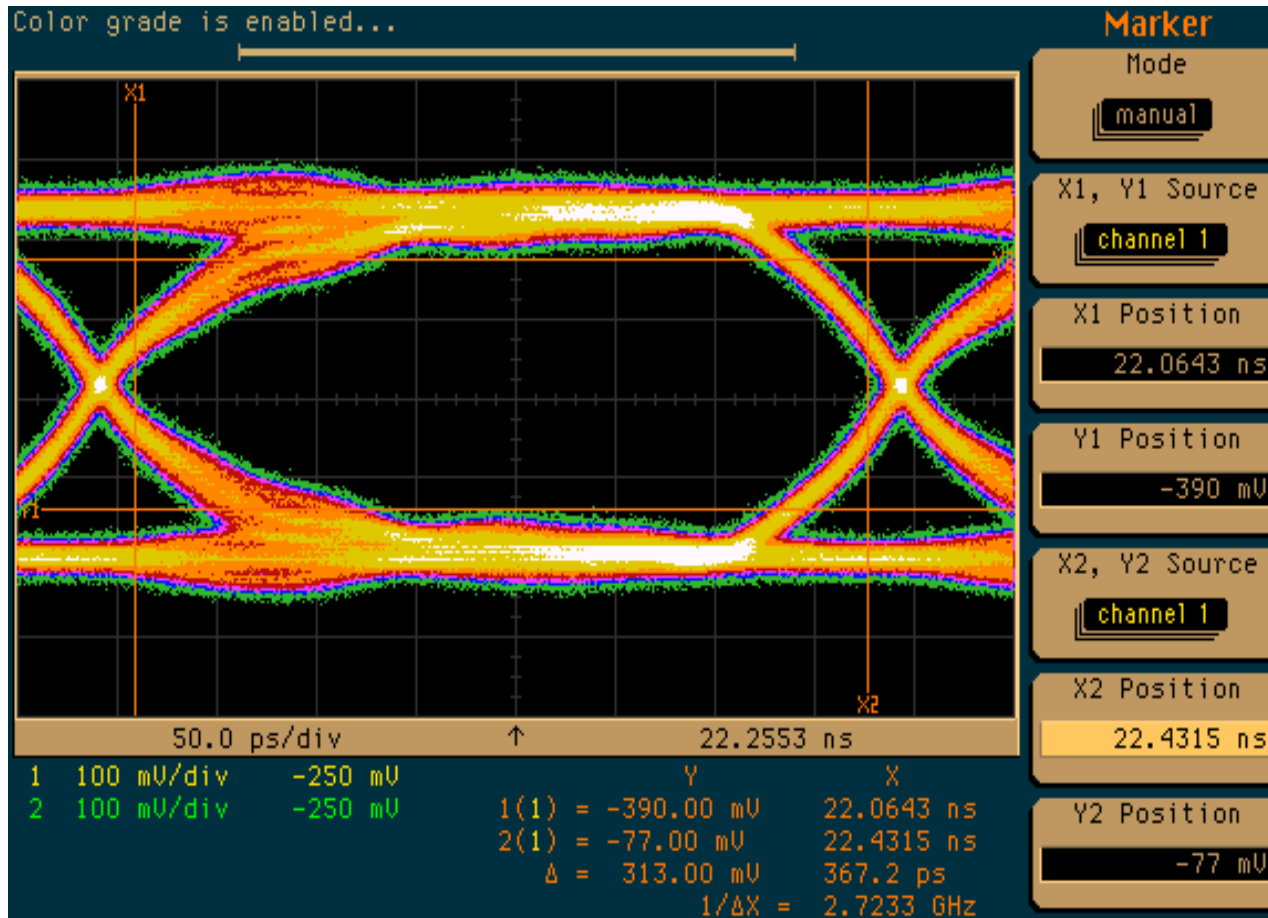 Color grade is enabled...
Marker
Mode
manual
X1, Y1 Source
channel 1
X1 Position
22.0643 ns
Y1 Position
-390 mV
X2, Y2 Source
channel 1
X2 Position
22.4315 ns
Y2 Position
-77 mV
X1
Y1
X2
50.0 ps/div ↑ 22.2553 ns
1 100 mV/div -250 mV
2 100 mV/div -250 mV
Y X
1(1) = -390.00 mV 22.0643 ns
2(1) = -77.00 mV 22.4315 ns
Δ = 313.00 mV 367.2 ps
1/ΔX = 2.7233 GHz